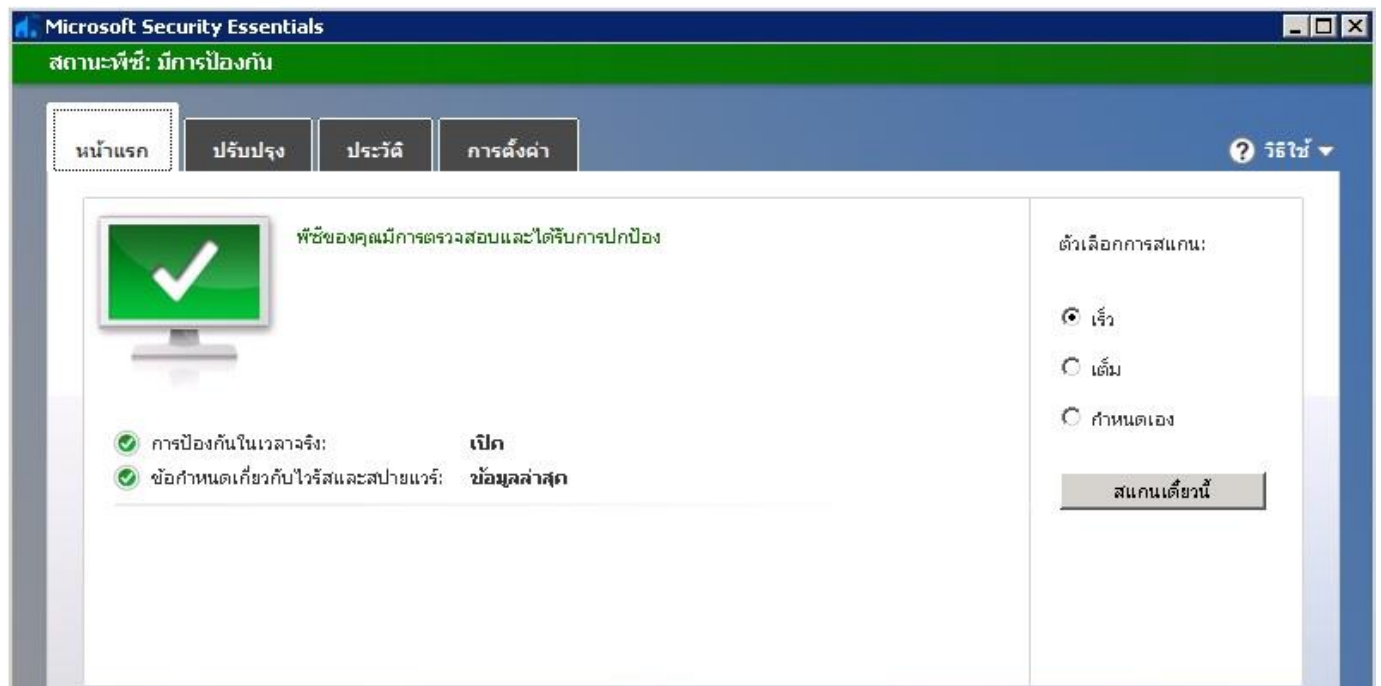 Microsoft Security Essentials
สถานะพีซี: มีการป้องกัน
หน้าแรก
ปรับปรุง
ประวัติ
การตั้งค่า
วิธีใช้
พีซีของคุณมีการตรวจสอบและได้รับการปกป้อง
การป้องกันในเวลาจริง: เปิด
ข้อกำหนดเกี่ยวกับไวรัสและสปายแวร์: ข้อมูลล่าสุด
ตัวเลือกการสแกน:
เร็ว
เต็ม
กำหนดเอง
สแกนเดี๋ยวนี้